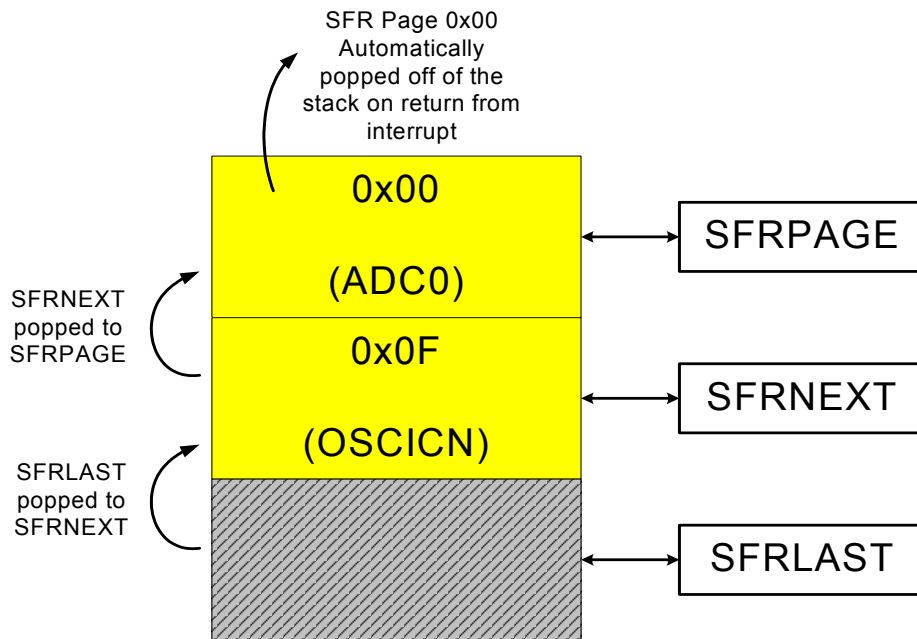 SFR Page 0x00
Automatically
popped off of the
stack on return from
interrupt
0x00
(ADC0)
SFRPAGE
SFRNEXT
popped to
SFRPAGE
0x0F
(OSCICN)
SFRNEXT
SFRLAST
popped to
SFRNEXT
SFRLAST